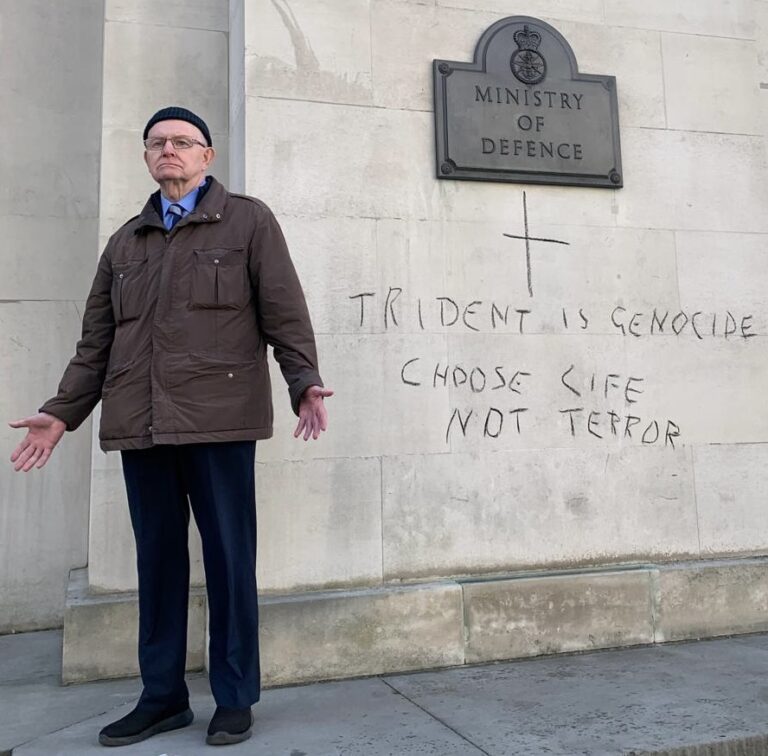 MINISTRY
OF
DEFENCE
TRIDENT IS GENOCIDE
CHOOSE LIFE
NOT TERROR